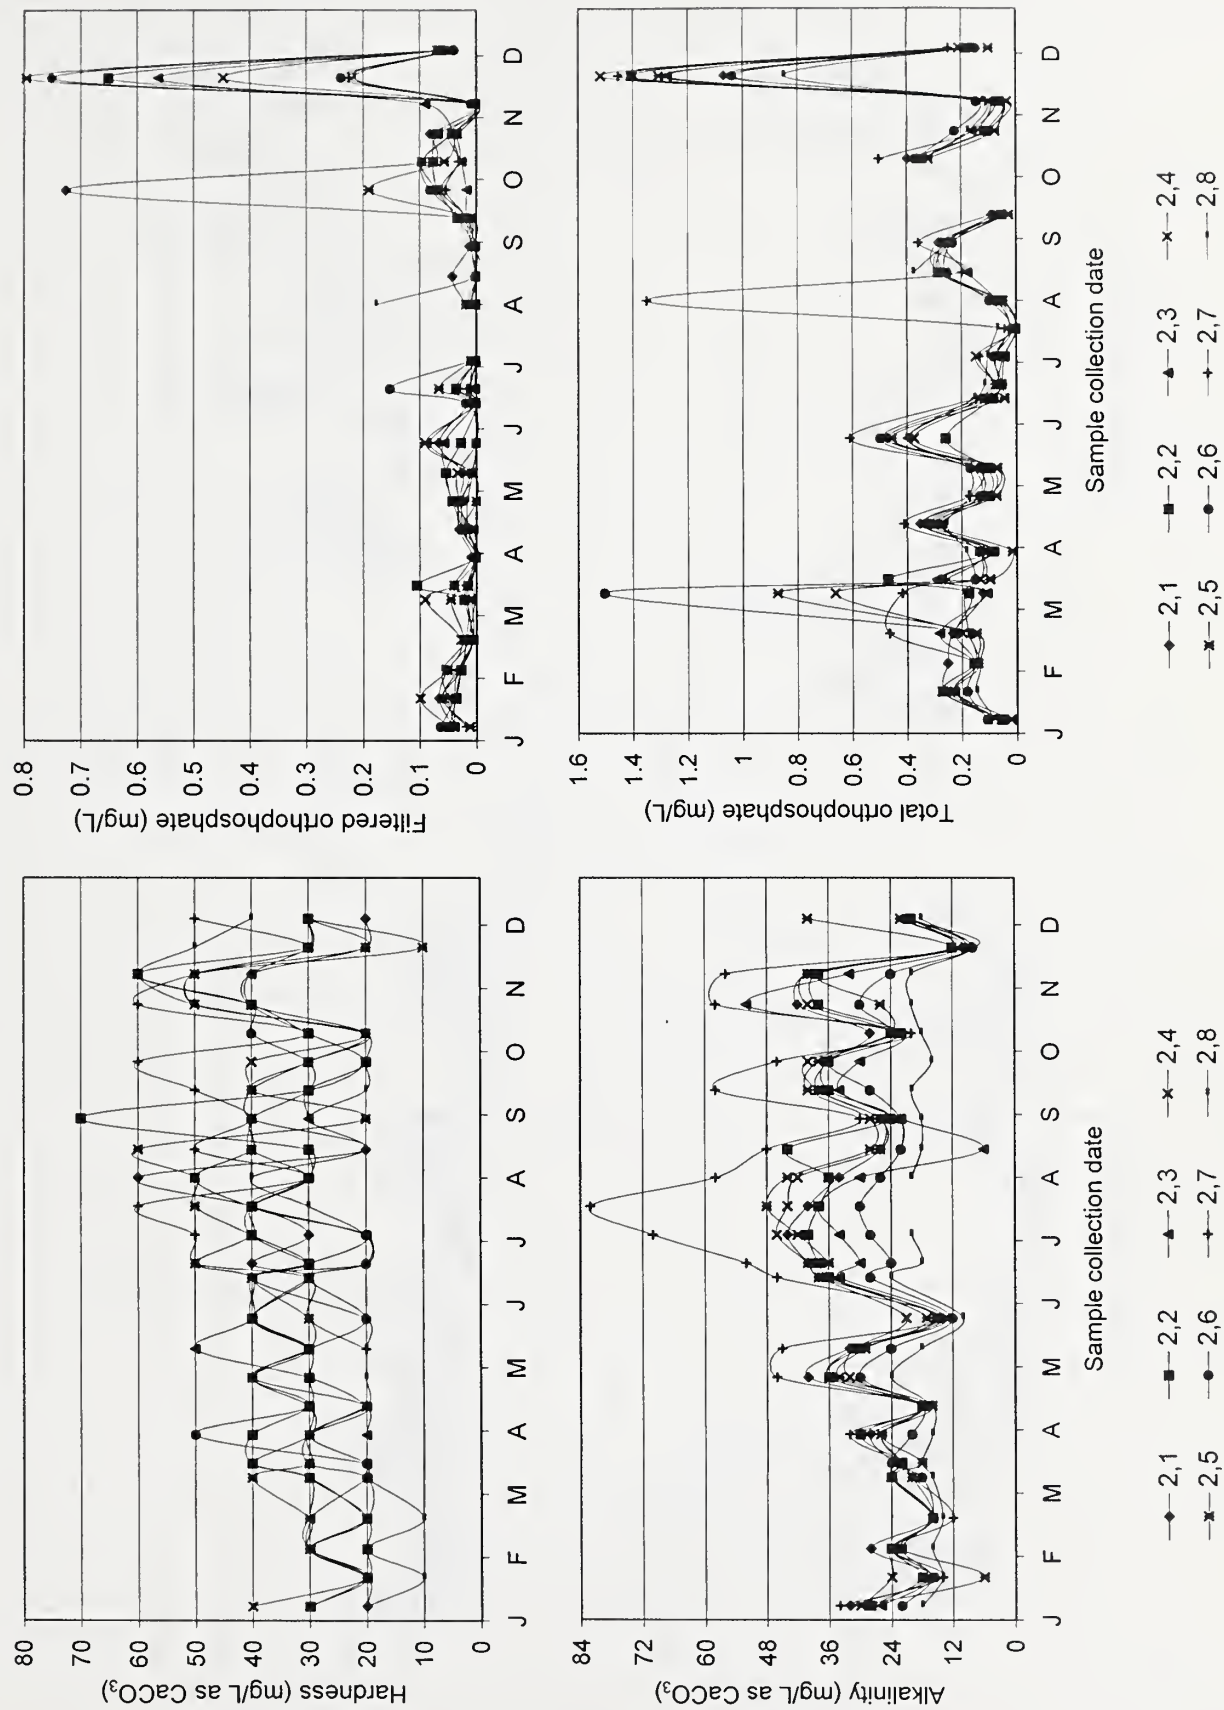 Hardness (mg/L as CaCO₃)
80
70
60
50
40
30
20
10
0
J F M A M J J A S O N D
Filtered orthophosphate (mg/L)
0.8
0.7
0.6
0.5
0.4
0.3
0.2
0.1
0
J F M A M J J A S O N D
Alkalinity (mg/L as CaCO₃)
84
72
60
48
36
24
12
0
J F M A M J J A S O N D
Sample collection date
Total orthophosphate (mg/L)
1.6
1.4
1.2
1
0.8
0.6
0.4
0.2
0
J F M A M J J A S O N D
Sample collection date
2,1 2,2 2,3 2,4
2,5 2,6 2,7 2,8
2,1 2,2 2,3 2,4
2,5 2,6 2,7 2,8